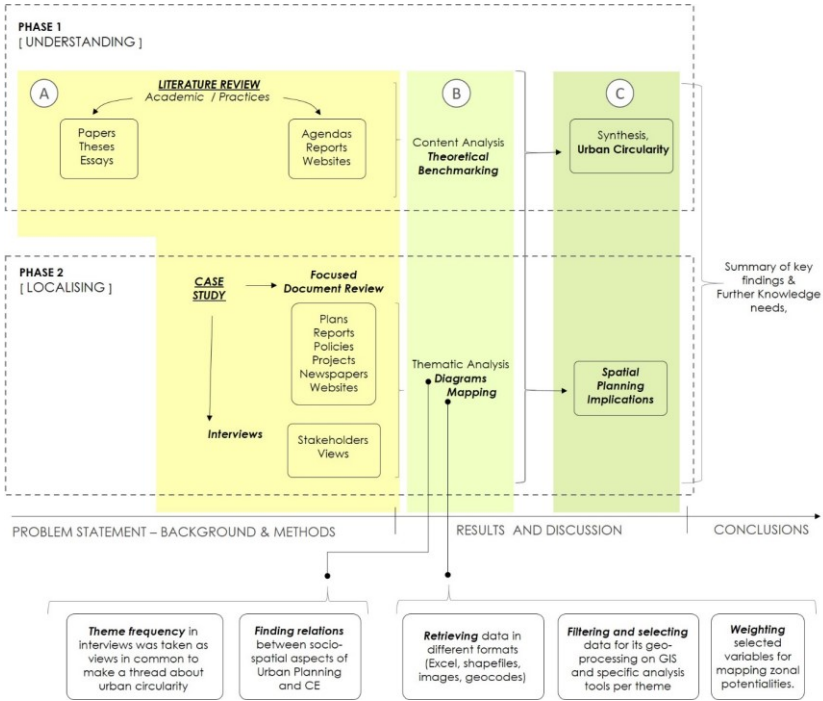 PHASE 1
[ UNDERSTANDING ]
A
LITERATURE REVIEW
Academic / Practices
Papers
Theses
Essays
Agendas
Reports
Websites
B
Content Analysis
Theoretical
Benchmarking
C
Synthesis,
Urban Circularity
PHASE 2
[ LOCALISING ]
CASE
STUDY
Focused
Document Review
Plans
Reports
Policies
Projects
Newspapers
Websites
Interviews
Stakeholders
Views
Thematic Analysis
Diagrams
Mapping
Spatial
Planning
Implications
Summary of key
findings &
Further Knowledge
needs,
PROBLEM STATEMENT – BACKGROUND & METHODS
RESULTS AND DISCUSSION
CONCLUSIONS
Theme frequency in
interviews was taken as
views in common to
make a thread about
urban circularity
Finding relations
between socio-
spatial aspects of
Urban Planning
and CE
Retrieving data in
different formats
(Excel, shapefiles,
images, geocodes)
Filtering and selecting
data for its geo-
processing on GIS
and specific analysis
tools per theme
Weighting
selected
variables for
mapping zonal
potentialities.